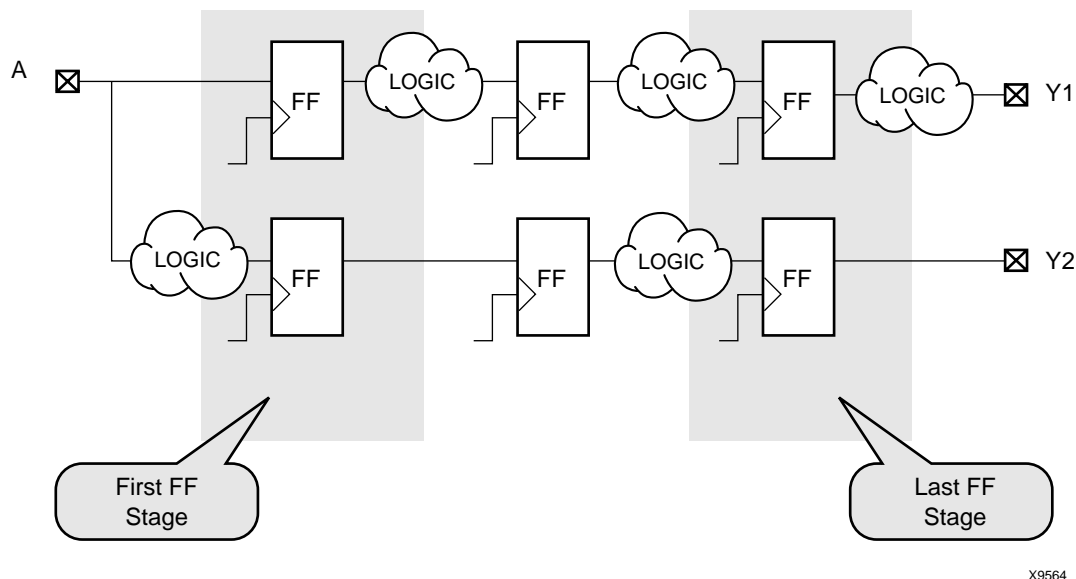 A
FF
LOGIC
FF
LOGIC
FF
LOGIC
Y1
LOGIC
FF
FF
LOGIC
FF
Y2
First FF
Stage
Last FF
Stage
X9564